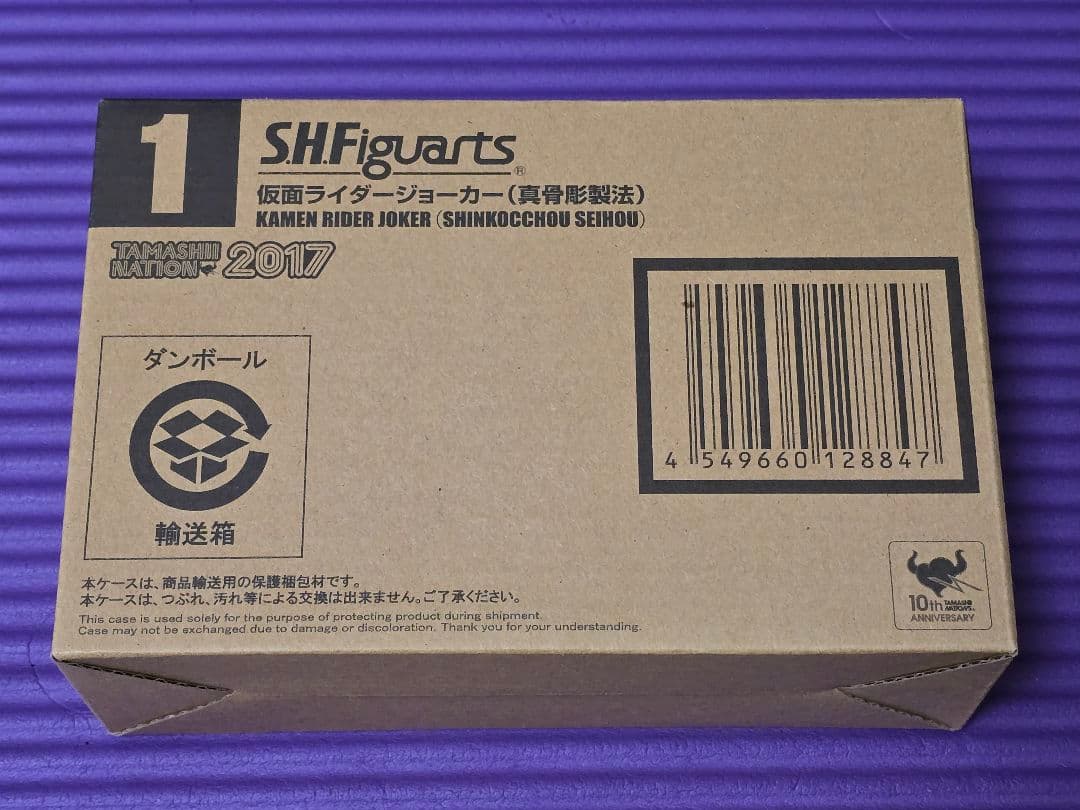 1
S.H.Figuarts®
仮面ライダージョーカー(真骨彫製法)
KAMEN RIDER JOKER (SHINKOCCHOU SEIHOU)
TAMASHII NATION 2017
ダンボール
輸送箱
4 549660 128847
本ケースは、商品輸送用の保護梱包材です。
本ケースは、つぶれ、汚れ等による交換は出来ません。ご了承ください。
This case is used solely for the purpose of protecting product during shipment.
Case may not be exchanged due to damage or discoloration. Thank you for your understanding.
10th TAMASHII NATIONS
ANNIVERSARY